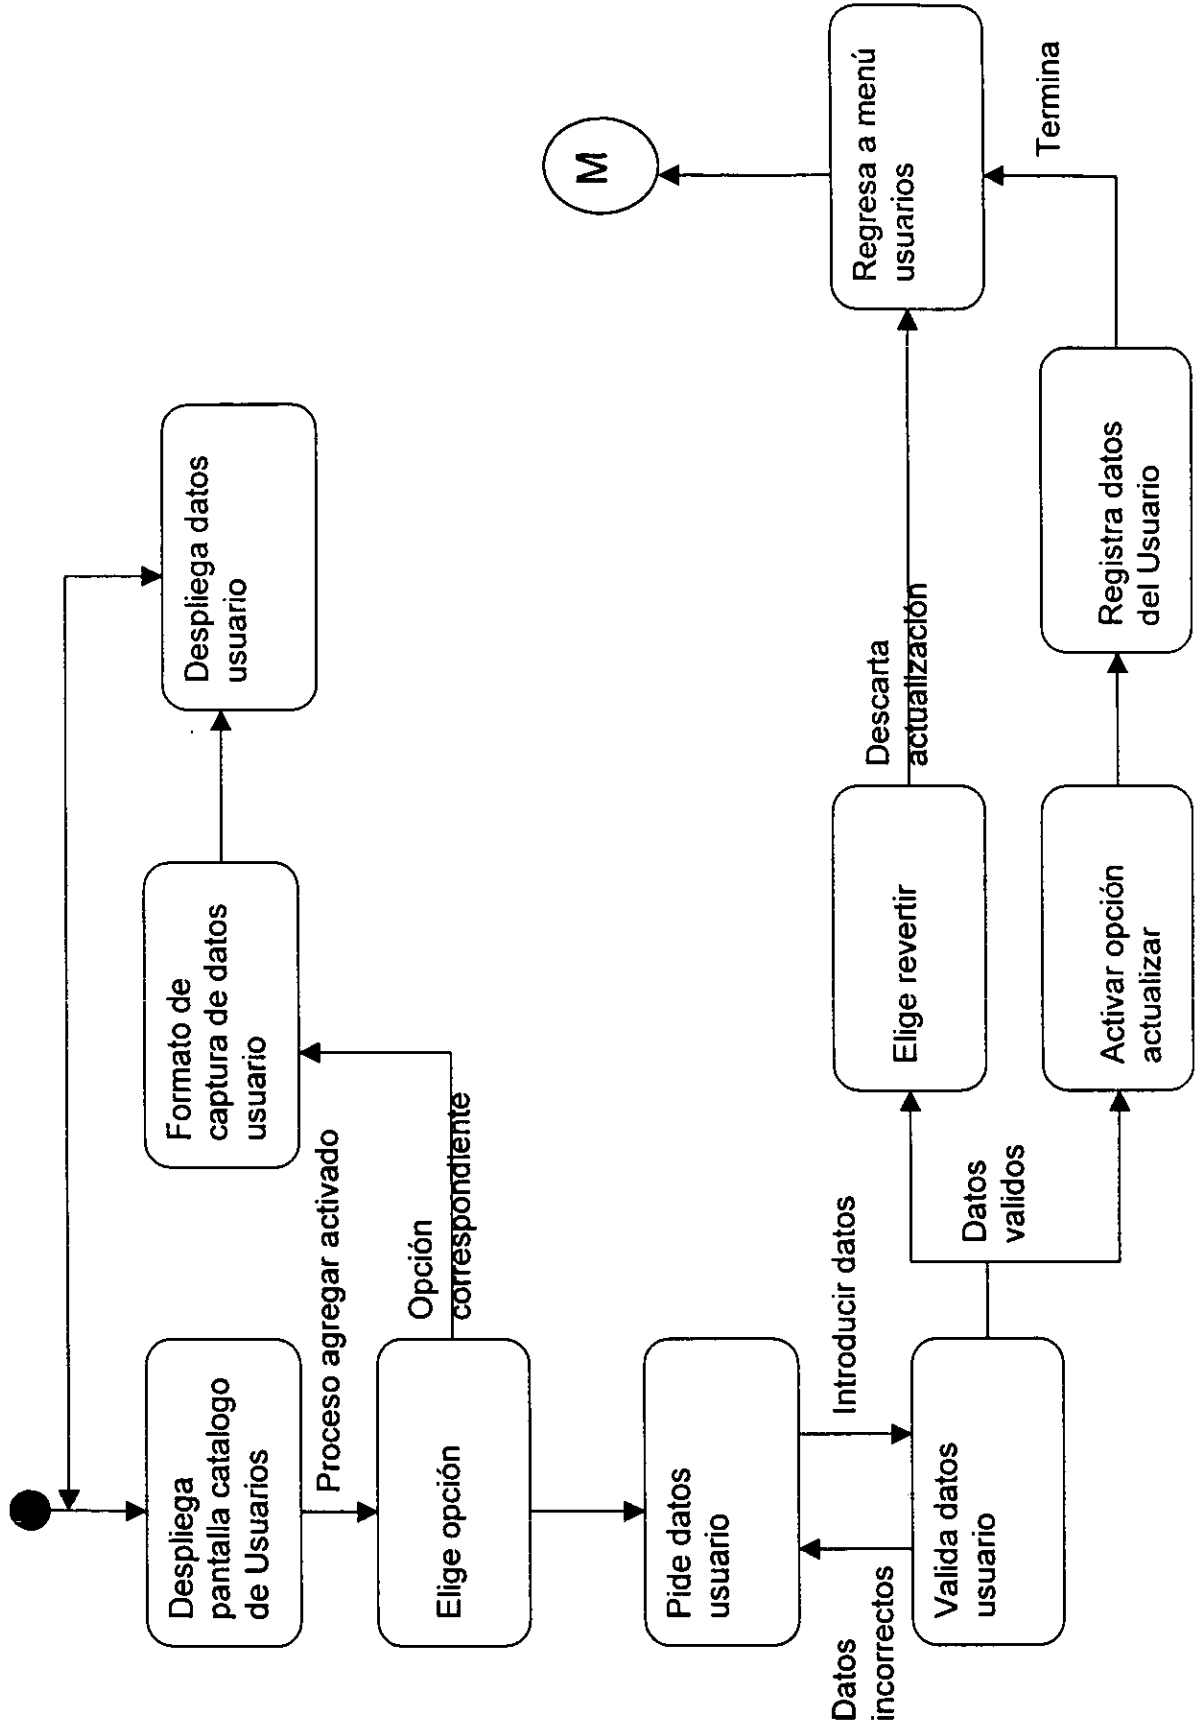 Despliega
pantalla catalogo
de Usuarios
Proceso agregar activado
Elige opción
Opción
correspondiente
Formato de
captura de datos
usuario
Despliega datos
usuario
Pide datos
usuario
Introducir datos
Datos
incorrectos
Valida datos
usuario
Datos
validos
Elige revertir
Descarta
actualización
Activar opción
actualizar
Registra datos
del Usuario
Termina
Regresa a menú
usuarios
M